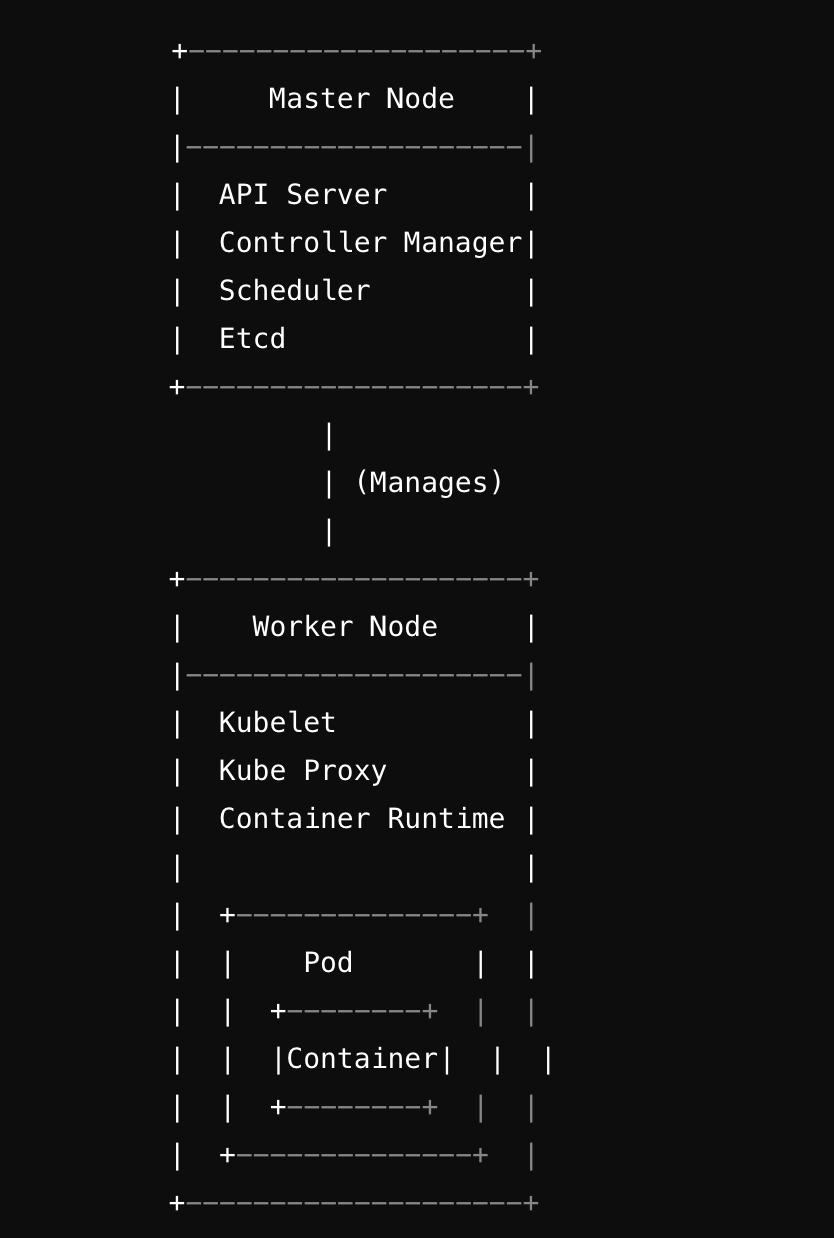 Master Node
API Server
Controller Manager
Scheduler
Etcd
(Manages)
Worker Node
Kubelet
Kube Proxy
Container Runtime
Pod
Container